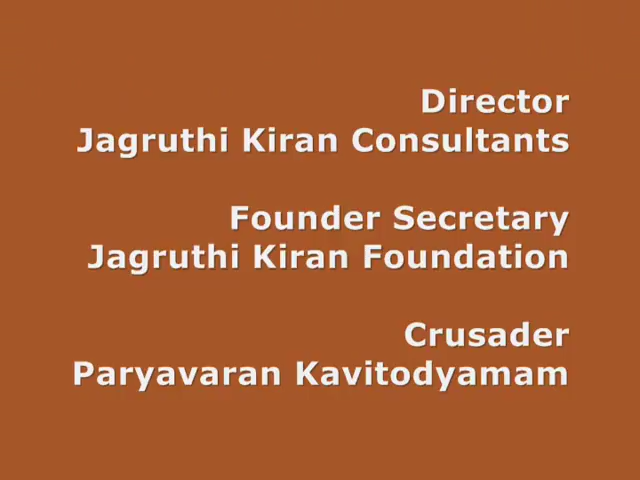 Director
Jagruthi Kiran Consultants
Founder Secretary
Jagruthi Kiran Foundation
Crusader
Paryavaran Kavitodyamam